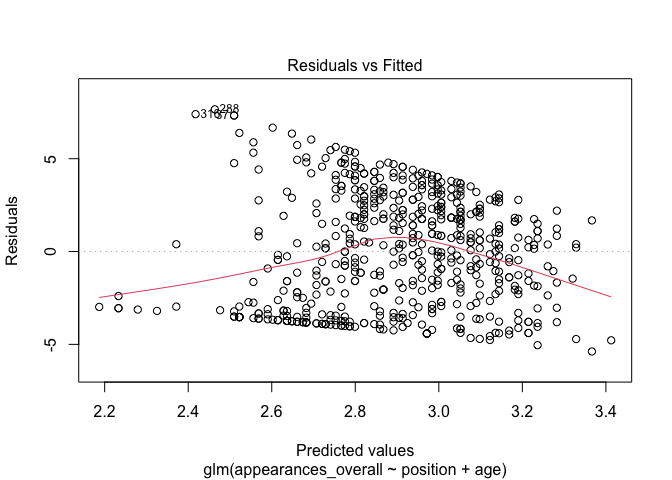 Residuals vs Fitted
288
Residuals
5
0
-5
2.2 2.4 2.6 2.8 3.0 3.2 3.4
Predicted values
glm(appearances_overall ~ position + age)